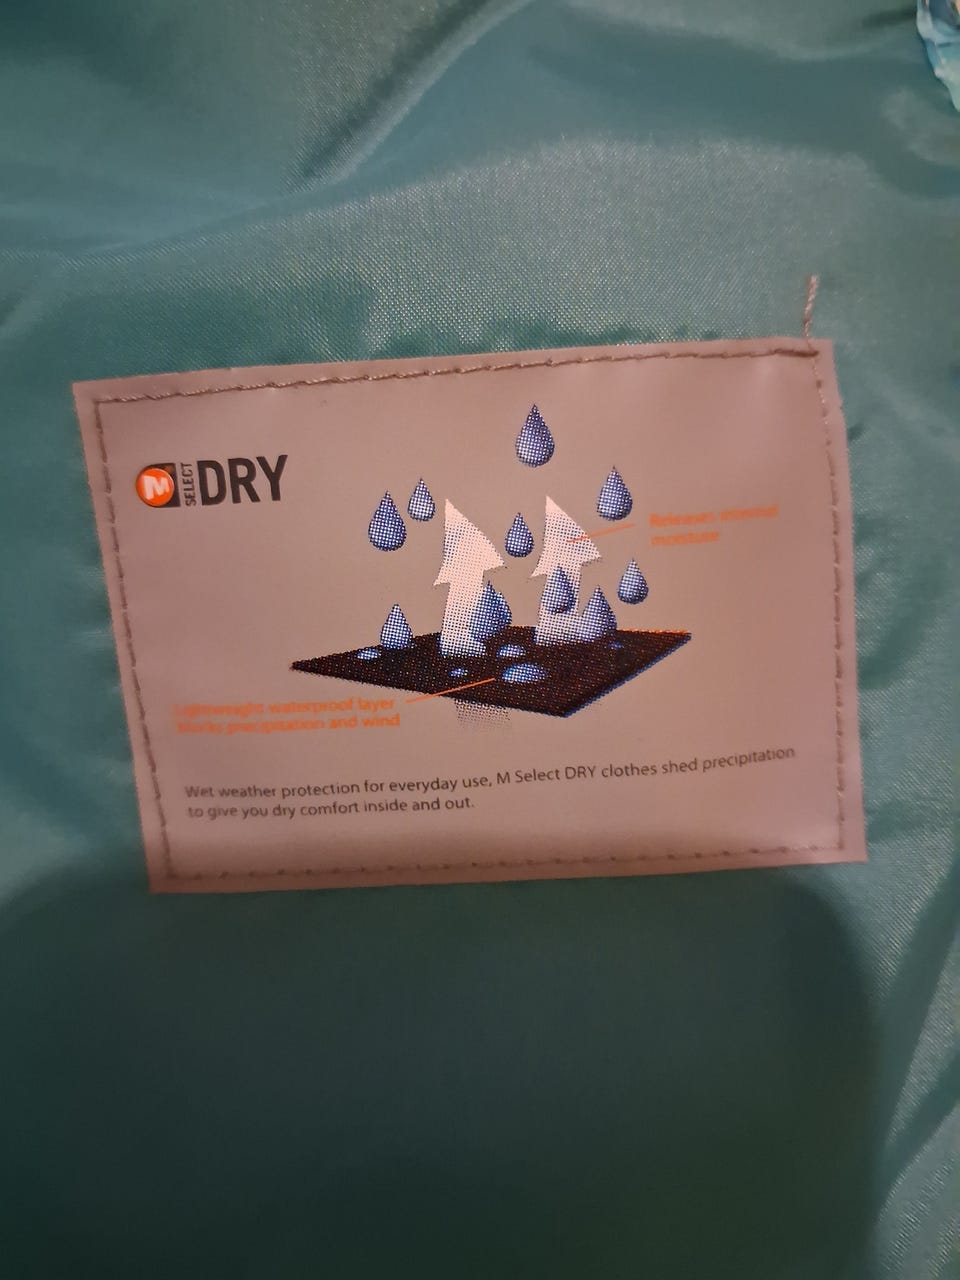 M SELECT DRY
Releases internal
moisture
Lightweight waterproof layer
blocks precipitation and wind
Wet weather protection for everyday use, M Select DRY clothes shed precipitation
to give you dry comfort inside and out.